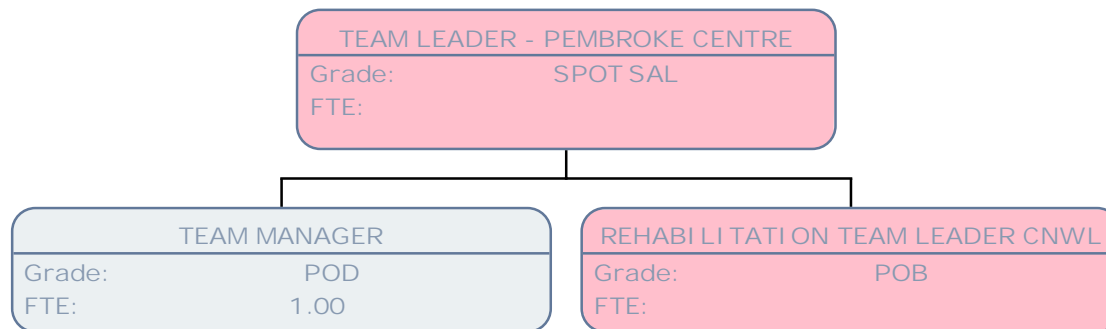 TEAM LEADER - PEMBROKE CENTRE
Grade: SPOT SAL
FTE:
TEAM MANAGER
Grade: POD
FTE: 1.00
REHABILITATION TEAM LEADER CNWL
Grade: POB
FTE: